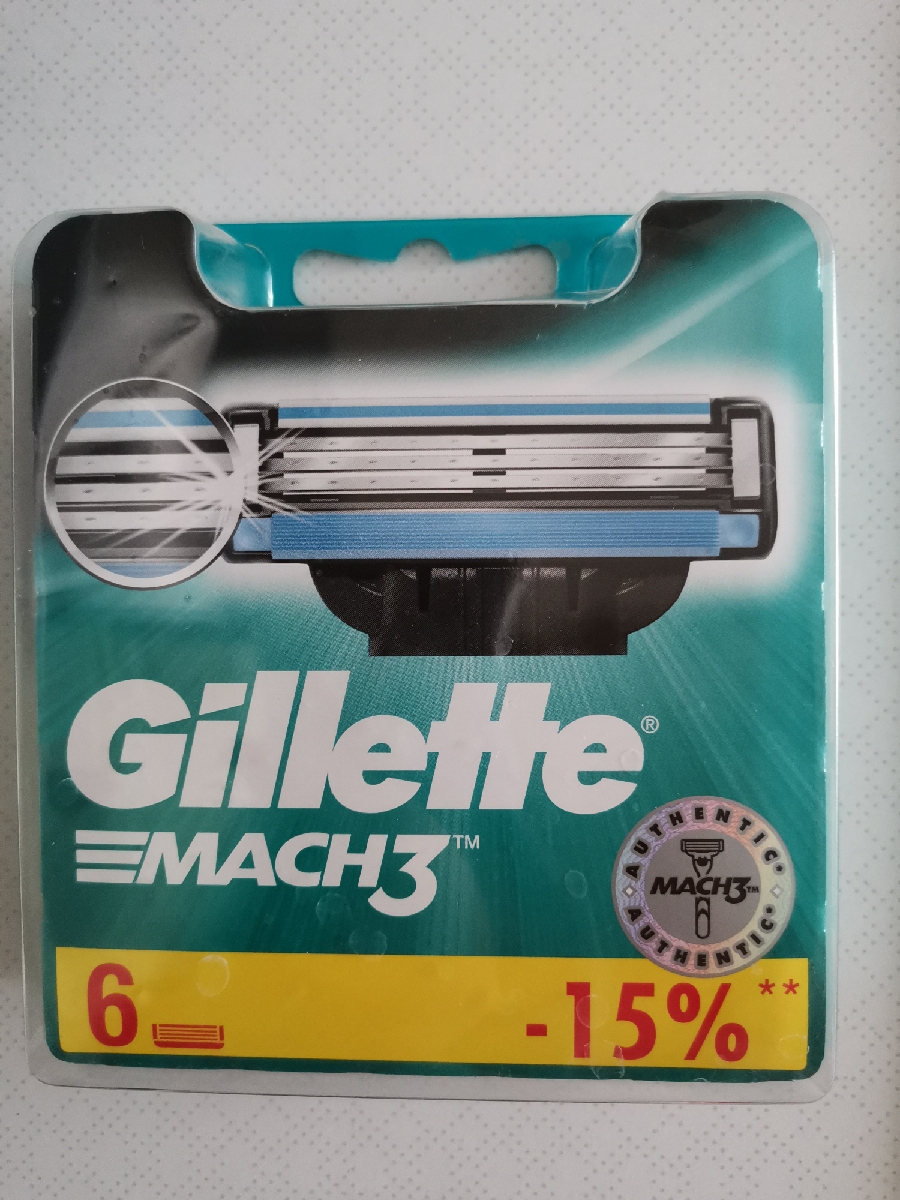 Gillette®
MACH3™
AUTHENTIC
MACH3™
AUTHENTIC
6
-15%**